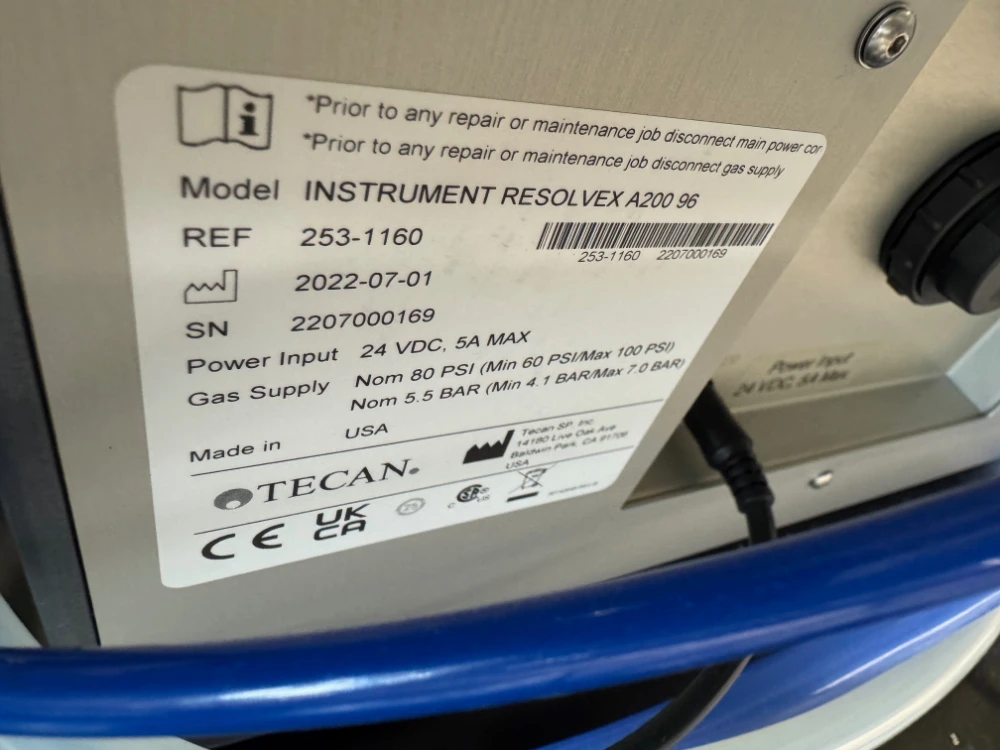 *Prior to any repair or maintenance job disconnect main power cor
*Prior to any repair or maintenance job disconnect gas supply
Model INSTRUMENT RESOLVEX A200 96
REF 253-1160
253-1160 2207000169
2022-07-01
SN 2207000169
Power Input 24 VDC, 5A MAX
Gas Supply Nom 80 PSI (Min 60 PSI/Max 100 PSI)
Nom 5.5 BAR (Min 4.1 BAR/Max 7.0 BAR)
Made in USA
Tecan SP, Inc.
14180 Live Oak Ave
Baldwin Park, CA 91706
USA
TECAN.
CE UK CA 25 C SP® US
Power Input
24 VDC, 5A Max.